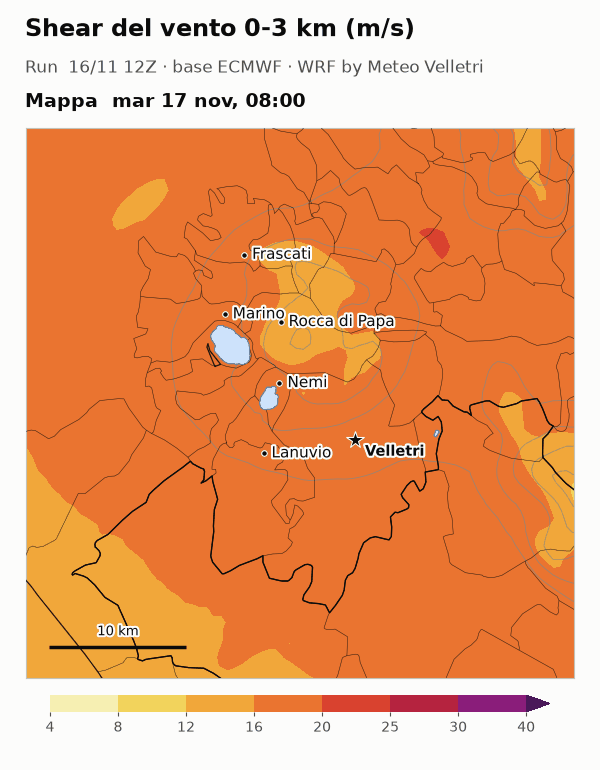 Shear del vento 0-3 km (m/s)
Run  16/11 12Z · base ECMWF · WRF by Meteo Velletri
Mappa  mar 17 nov, 08:00
Frascati
Marino
Rocca di Papa
Nemi
Velletri
Lanuvio
10 km
4 8 12 16 20 25 30 40